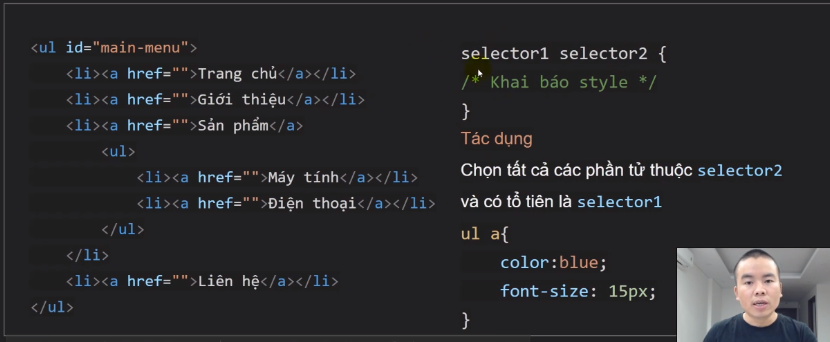 <ul id="main-menu">
<li><a href="">Trang chủ</a></li>
<li><a href="">Giới thiệu</a></li>
<li><a href="">Sản phẩm</a>
<ul>
<li><a href="">Máy tính</a></li>
<li><a href="">Điện thoại</a></li>
</ul>
</li>
<li><a href="">Liên hệ</a></li>
</ul>
selector1 selector2 {
/* Khai báo style */
}
Tác dụng
Chọn tất cả các phần tử thuộc selector2
và có tổ tiên là selector1
ul a{
color:blue;
font-size: 15px;
}